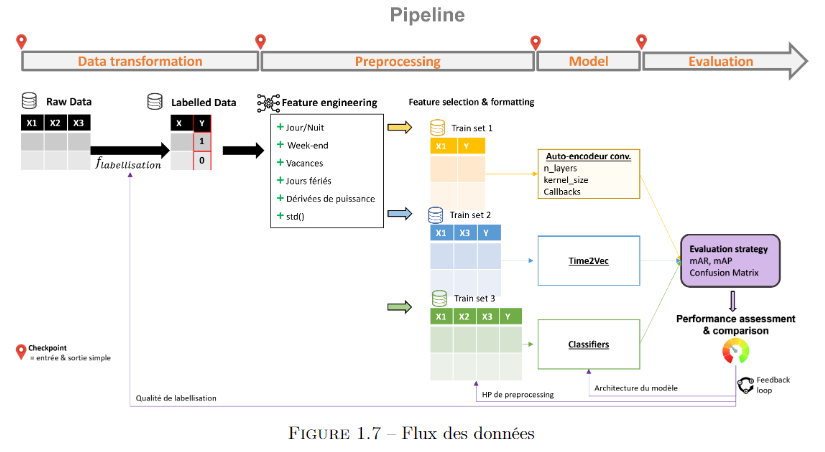 Pipeline
Data transformation
Preprocessing
Model
Evaluation
Raw Data
X1 X2 X3
f_labellisation
Labelled Data
X Y
1
0
Feature engineering
+ Jour/Nuit
+ Week-end
+ Vacances
+ Jours fériés
+ Dérivées de puissance
+ std()
Feature selection & formatting
Train set 1
X1 Y
Train set 2
X1 X3 Y
Train set 3
X1 X2 X3 Y
Auto-encodeur conv.
n_layers
kernel_size
Callbacks
Time2Vec
Classifiers
Evaluation strategy
mAR, mAP
Confusion Matrix
Performance assessment
& comparison
Feedback
loop
Architecture du modèle
HP de preprocessing
Qualité de labellisation
Checkpoint
= entrée & sortie simple
FIGURE 1.7 – Flux des données